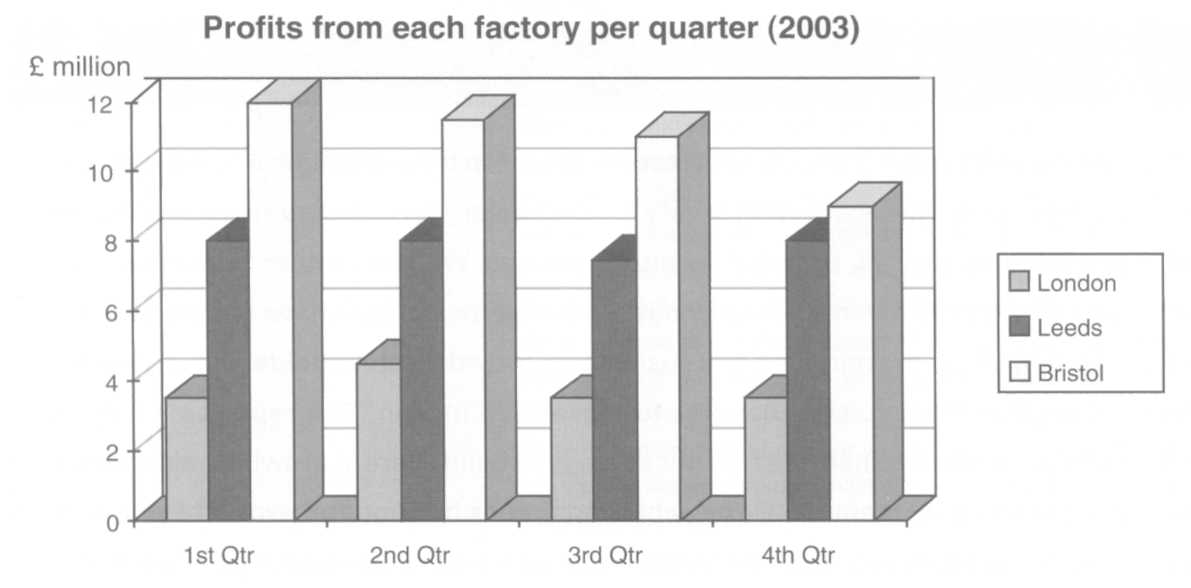 Profits from each factory per quarter (2003)
£ million
12
10
8
6
4
2
0
1st Qtr
2nd Qtr
3rd Qtr
4th Qtr
London
Leeds
Bristol